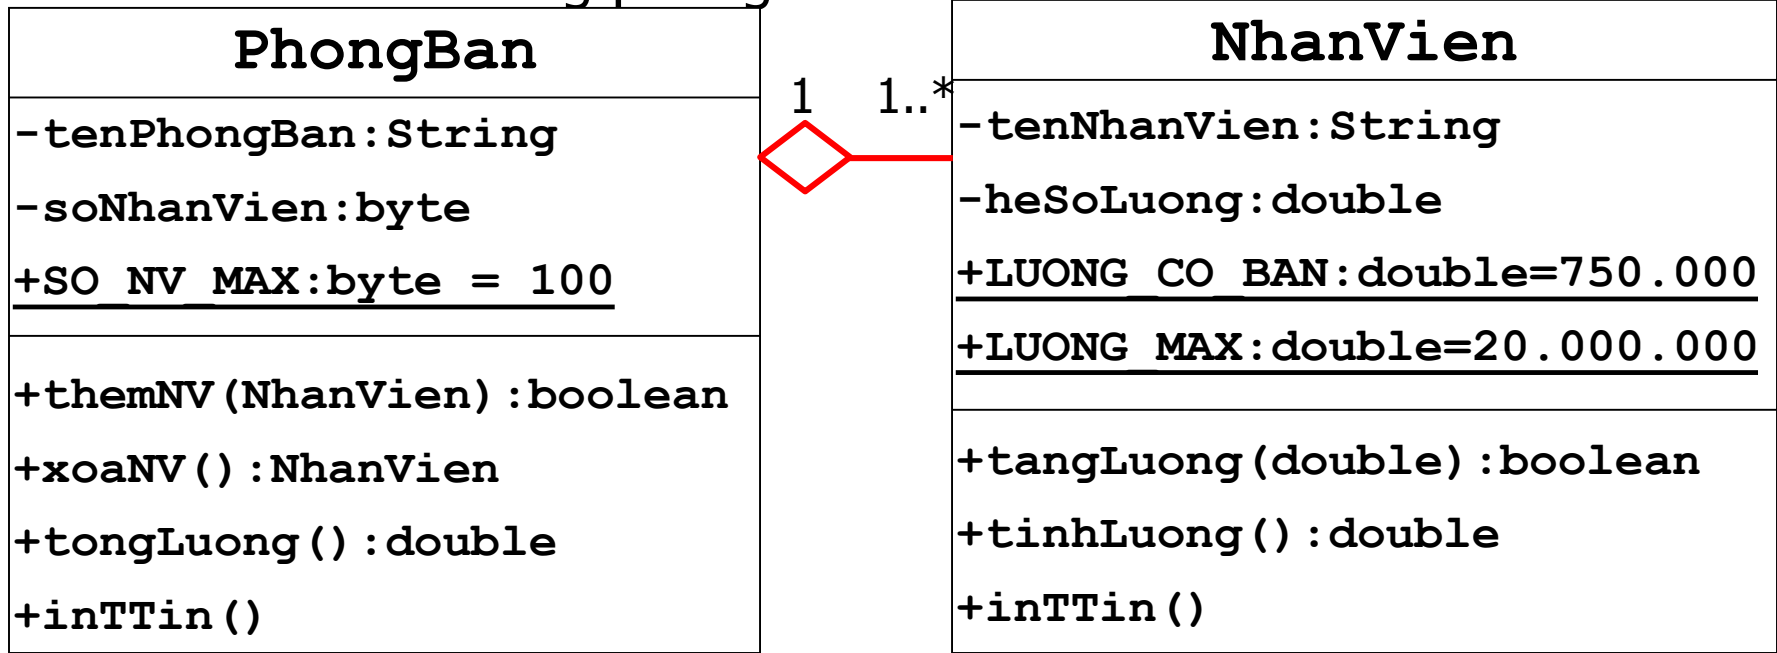 PhongBan
-tenPhongBan:String
-soNhanVien:byte
+SO_NV_MAX:byte = 100
+themNV(NhanVien):boolean
+xoaNV():NhanVien
+tongLuong():double
+inTTin()
1 1..*
NhanVien
-tenNhanVien:String
-heSoLuong:double
+LUONG_CO_BAN:double=750.000
+LUONG_MAX:double=20.000.000
+tangLuong(double):boolean
+tinhLuong():double
+inTTin()